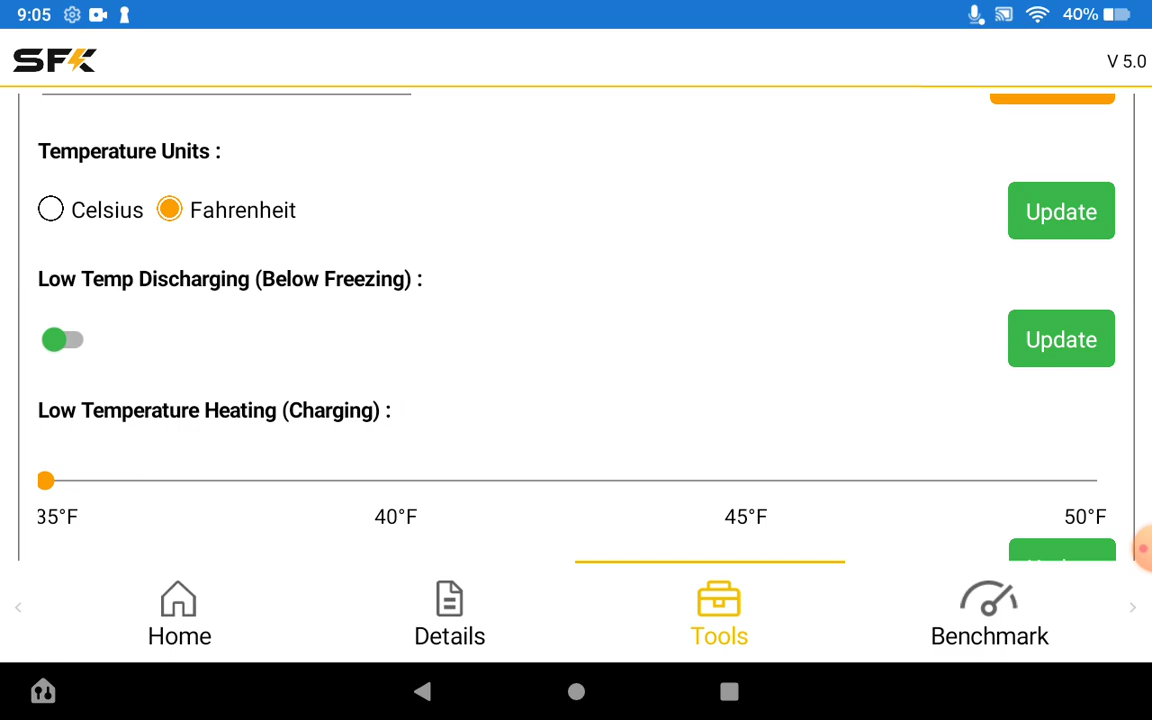 9:05 40%
SFK V 5.0
Temperature Units :
Celsius Fahrenheit Update
Low Temp Discharging (Below Freezing) :
Update
Low Temperature Heating (Charging) :
35°F 40°F 45°F 50°F
Home Details Tools Benchmark